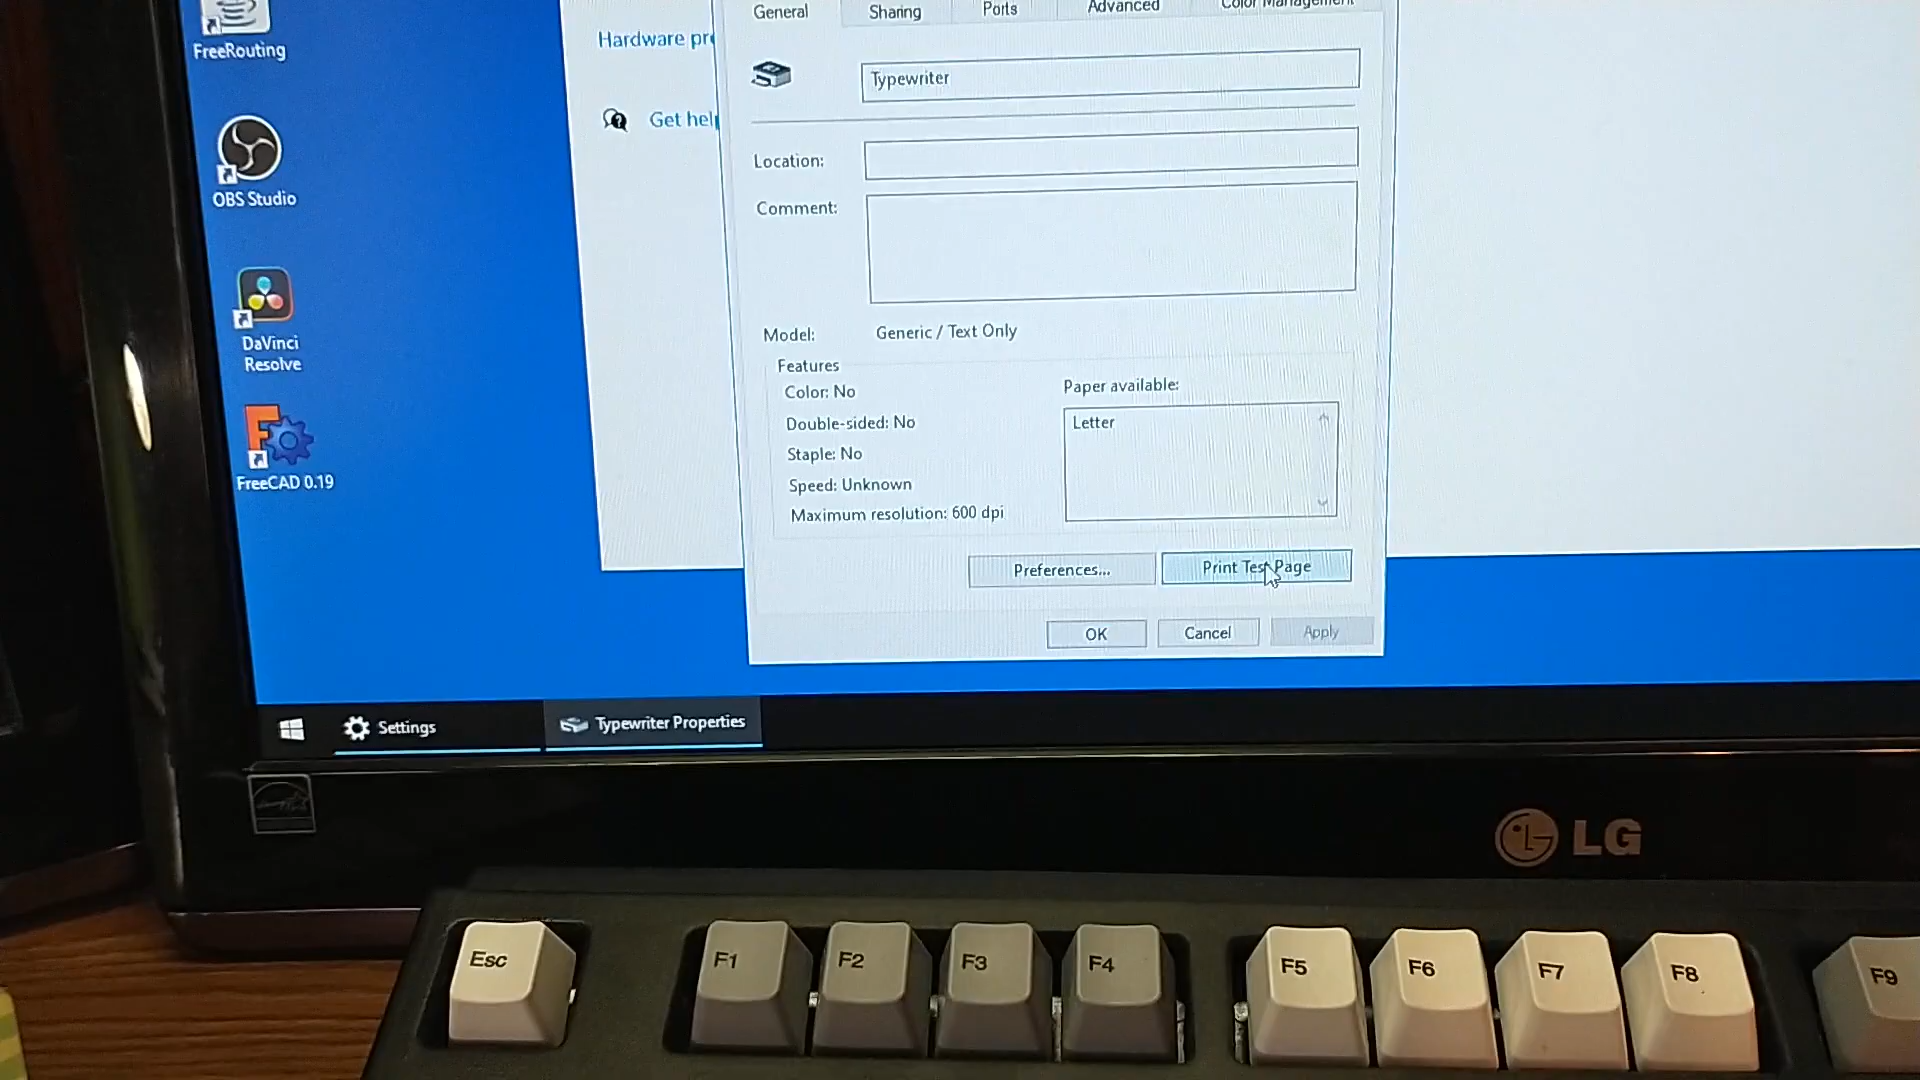 General
Sharing
Ports
Advanced
Color Management
FreeRouting
Hardware pr
Typewriter
Get hel
Location:
OBS Studio
Comment:
Model:
Generic / Text Only
DaVinci
Resolve
Features
Color: No
Paper available:
Double-sided: No
Letter
Staple: No
FreeCAD 0.19
Speed: Unknown
Maximum resolution: 600 dpi
Preferences...
Print Test Page
OK
Cancel
Apply
Settings
Typewriter Properties
LG
Esc
F1
F2
F3
F4
F5
F6
F7
F8
F9